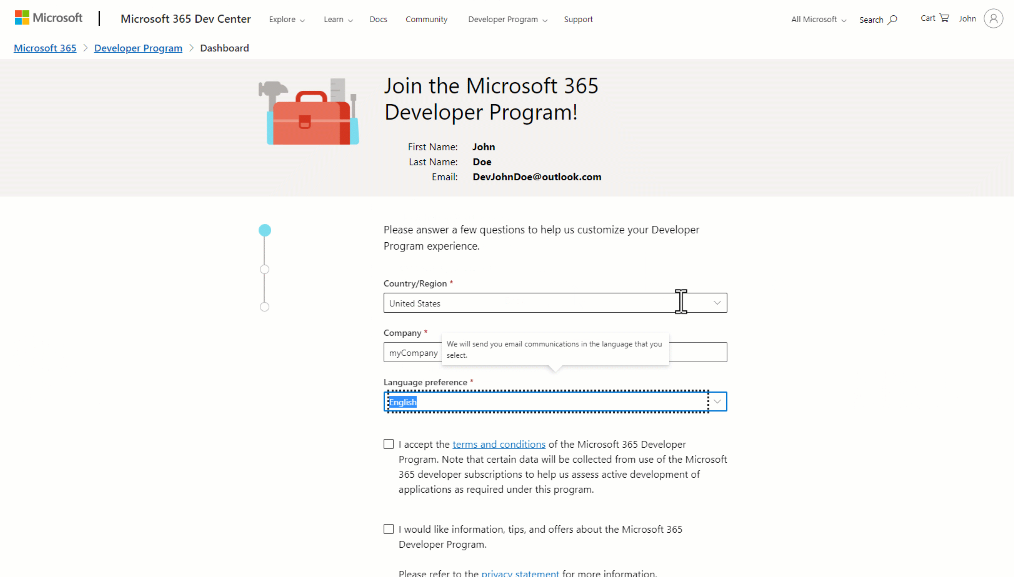 Microsoft | Microsoft 365 Dev Center Explore Learn Docs Community Developer Program Support All Microsoft Search Cart John
Microsoft 365 > Developer Program > Dashboard
Join the Microsoft 365
Developer Program!
First Name: John
Last Name: Doe
Email: DevJohnDoe@outlook.com
Please answer a few questions to help us customize your Developer
Program experience.
Country/Region *
United States
Company *
myCompany
We will send you email communications in the language that you
select.
Language preference *
English
I accept the terms and conditions of the Microsoft 365 Developer
Program. Note that certain data will be collected from use of the Microsoft
365 developer subscriptions to help us assess active development of
applications as required under this program.
I would like information, tips, and offers about the Microsoft 365
Developer Program.
Please refer to the privacy statement for more information.